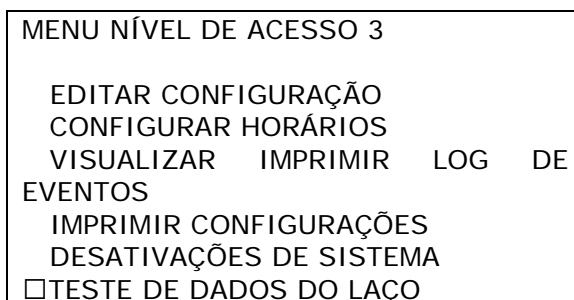 MENU NÍVEL DE ACESSO 3
EDITAR CONFIGURAÇÃO
CONFIGURAR HORÁRIOS
VISUALIZAR IMPRIMIR LOG DE
EVENTOS
IMPRIMIR CONFIGURAÇÕES
DESATIVAÇÕES DE SISTEMA
□TESTE DE DADOS DO LAÇO